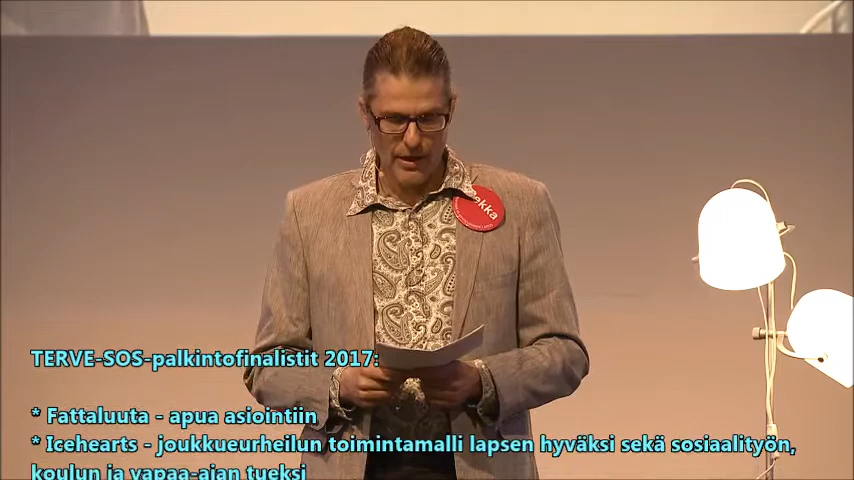 ekka
TERVE-SOS-palkintofinalistit 2017:
* Fattaluuta - apua asiointiin
* Icehearts - joukkueurheilun toimintamalli lapsen hyväksi sekä sosiaalityön,
koulun ja vapaa-ajan tueksi